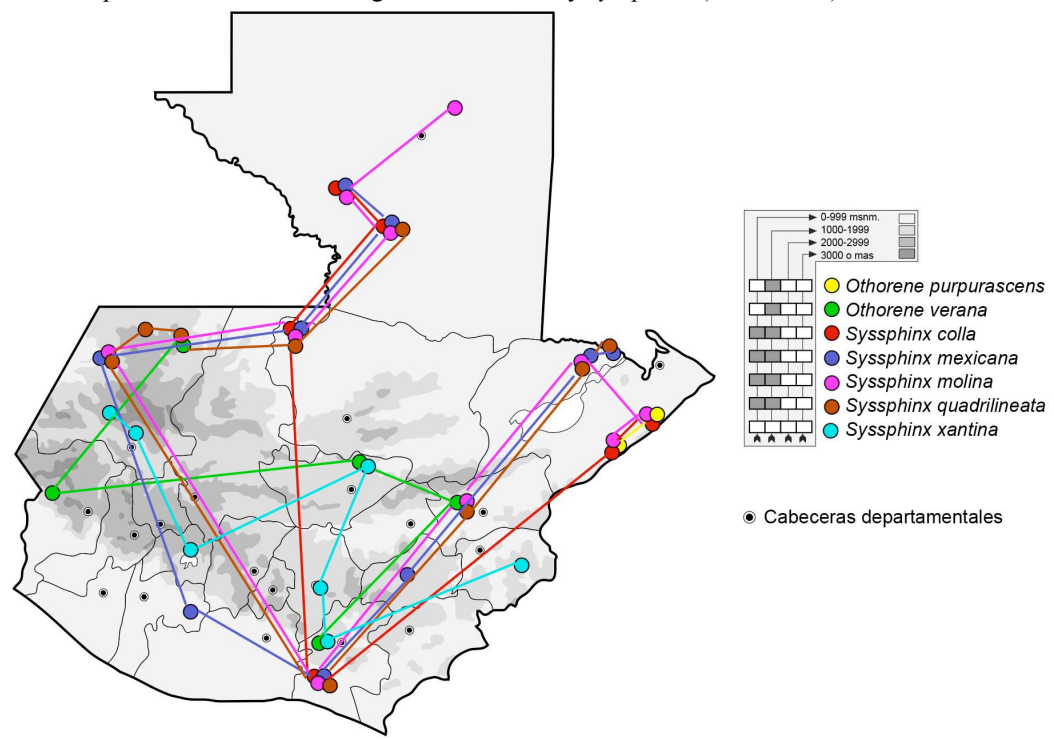 0-999 msnm.
1000-1999
2000-2999
3000 o mas
Othorene purpurascens
Othorene verana
Syssphinx colla
Syssphinx mexicana
Syssphinx molina
Syssphinx quadrilineata
Syssphinx xantina
Cabeceras departamentales